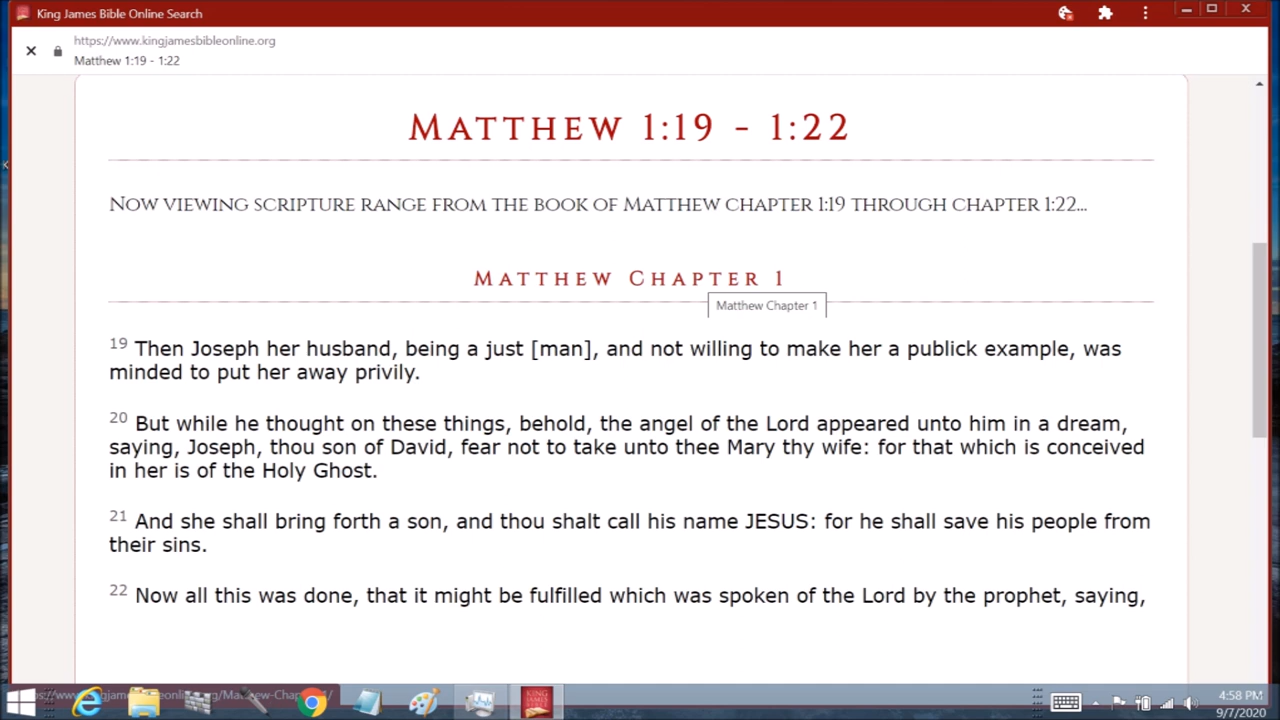 King James Bible Online Search
https://www.kingjamesbibleonline.org
Matthew 1:19 - 1:22
MATTHEW 1:19 - 1:22
NOW VIEWING SCRIPTURE RANGE FROM THE BOOK OF MATTHEW CHAPTER 1:19 THROUGH CHAPTER 1:22...
MATTHEW CHAPTER 1
Matthew Chapter 1
19 Then Joseph her husband, being a just [man], and not willing to make her a publick example, was
minded to put her away privily.
20 But while he thought on these things, behold, the angel of the Lord appeared unto him in a dream,
saying, Joseph, thou son of David, fear not to take unto thee Mary thy wife: for that which is conceived
in her is of the Holy Ghost.
21 And she shall bring forth a son, and thou shalt call his name JESUS: for he shall save his people from
their sins.
22 Now all this was done, that it might be fulfilled which was spoken of the Lord by the prophet, saying,
KING
JAMES
BIBLE
4:58 PM
9/7/2020